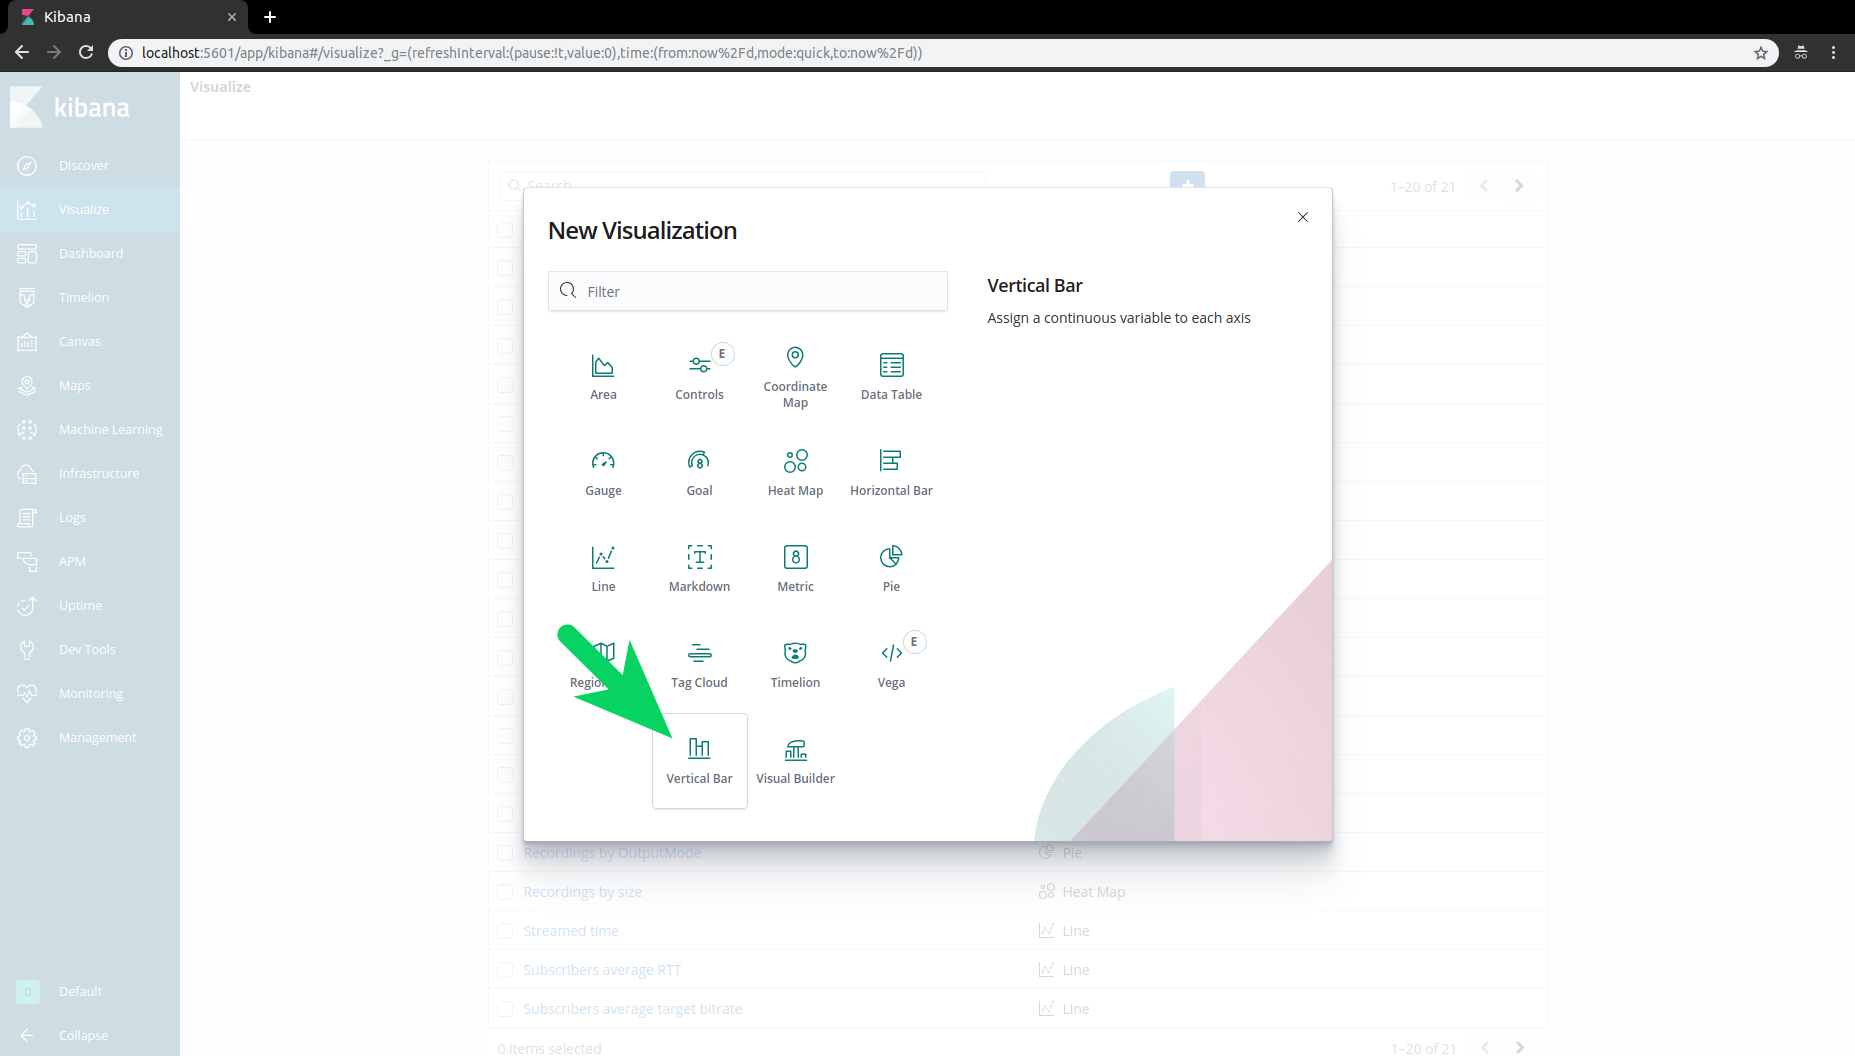 Kibana
localhost:5601/app/kibana#/visualize?_g=(refreshInterval:(pause:!t,value:0),time:(from:now%2Fd,mode:quick,to:now%2Fd))
kibana
Visualize
Discover
Visualize
Dashboard
Timelion
Canvas
Maps
Machine Learning
Infrastructure
Logs
APM
Uptime
Dev Tools
Monitoring
Management
D Default
Collapse
Search
1–20 of 21
New Visualization
Filter
Vertical Bar
Assign a continuous variable to each axis
Area
E
Controls
Coordinate
Map
Data Table
Gauge
Goal
Heat Map
Horizontal Bar
Line
Markdown
Metric
Pie
Tag Cloud
Timelion
E
Vega
Vertical Bar
Visual Builder
Recordings by OutputMode Pie
Recordings by size Heat Map
Streamed time Line
Subscribers average RTT Line
Subscribers average target bitrate Line
0 items selected
1–20 of 21